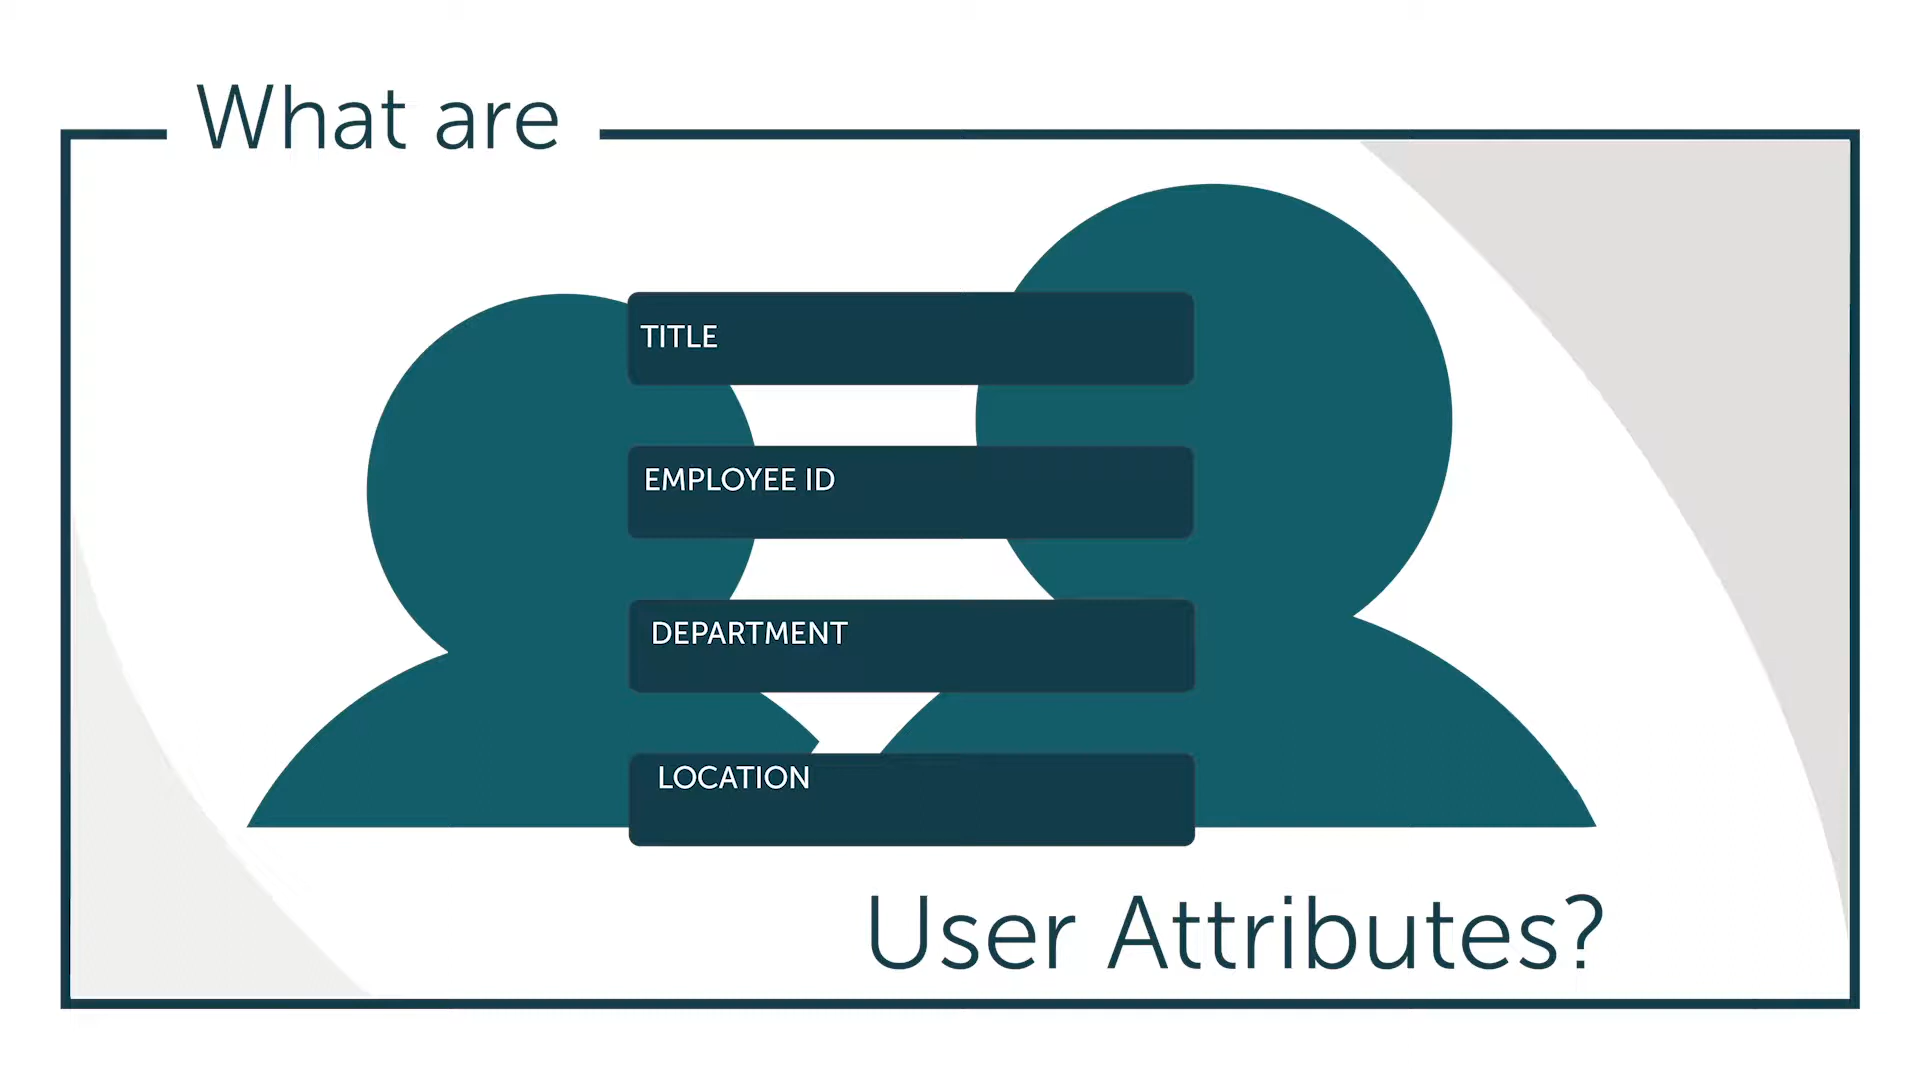 What are
TITLE
EMPLOYEE ID
DEPARTMENT
LOCATION
User Attributes?